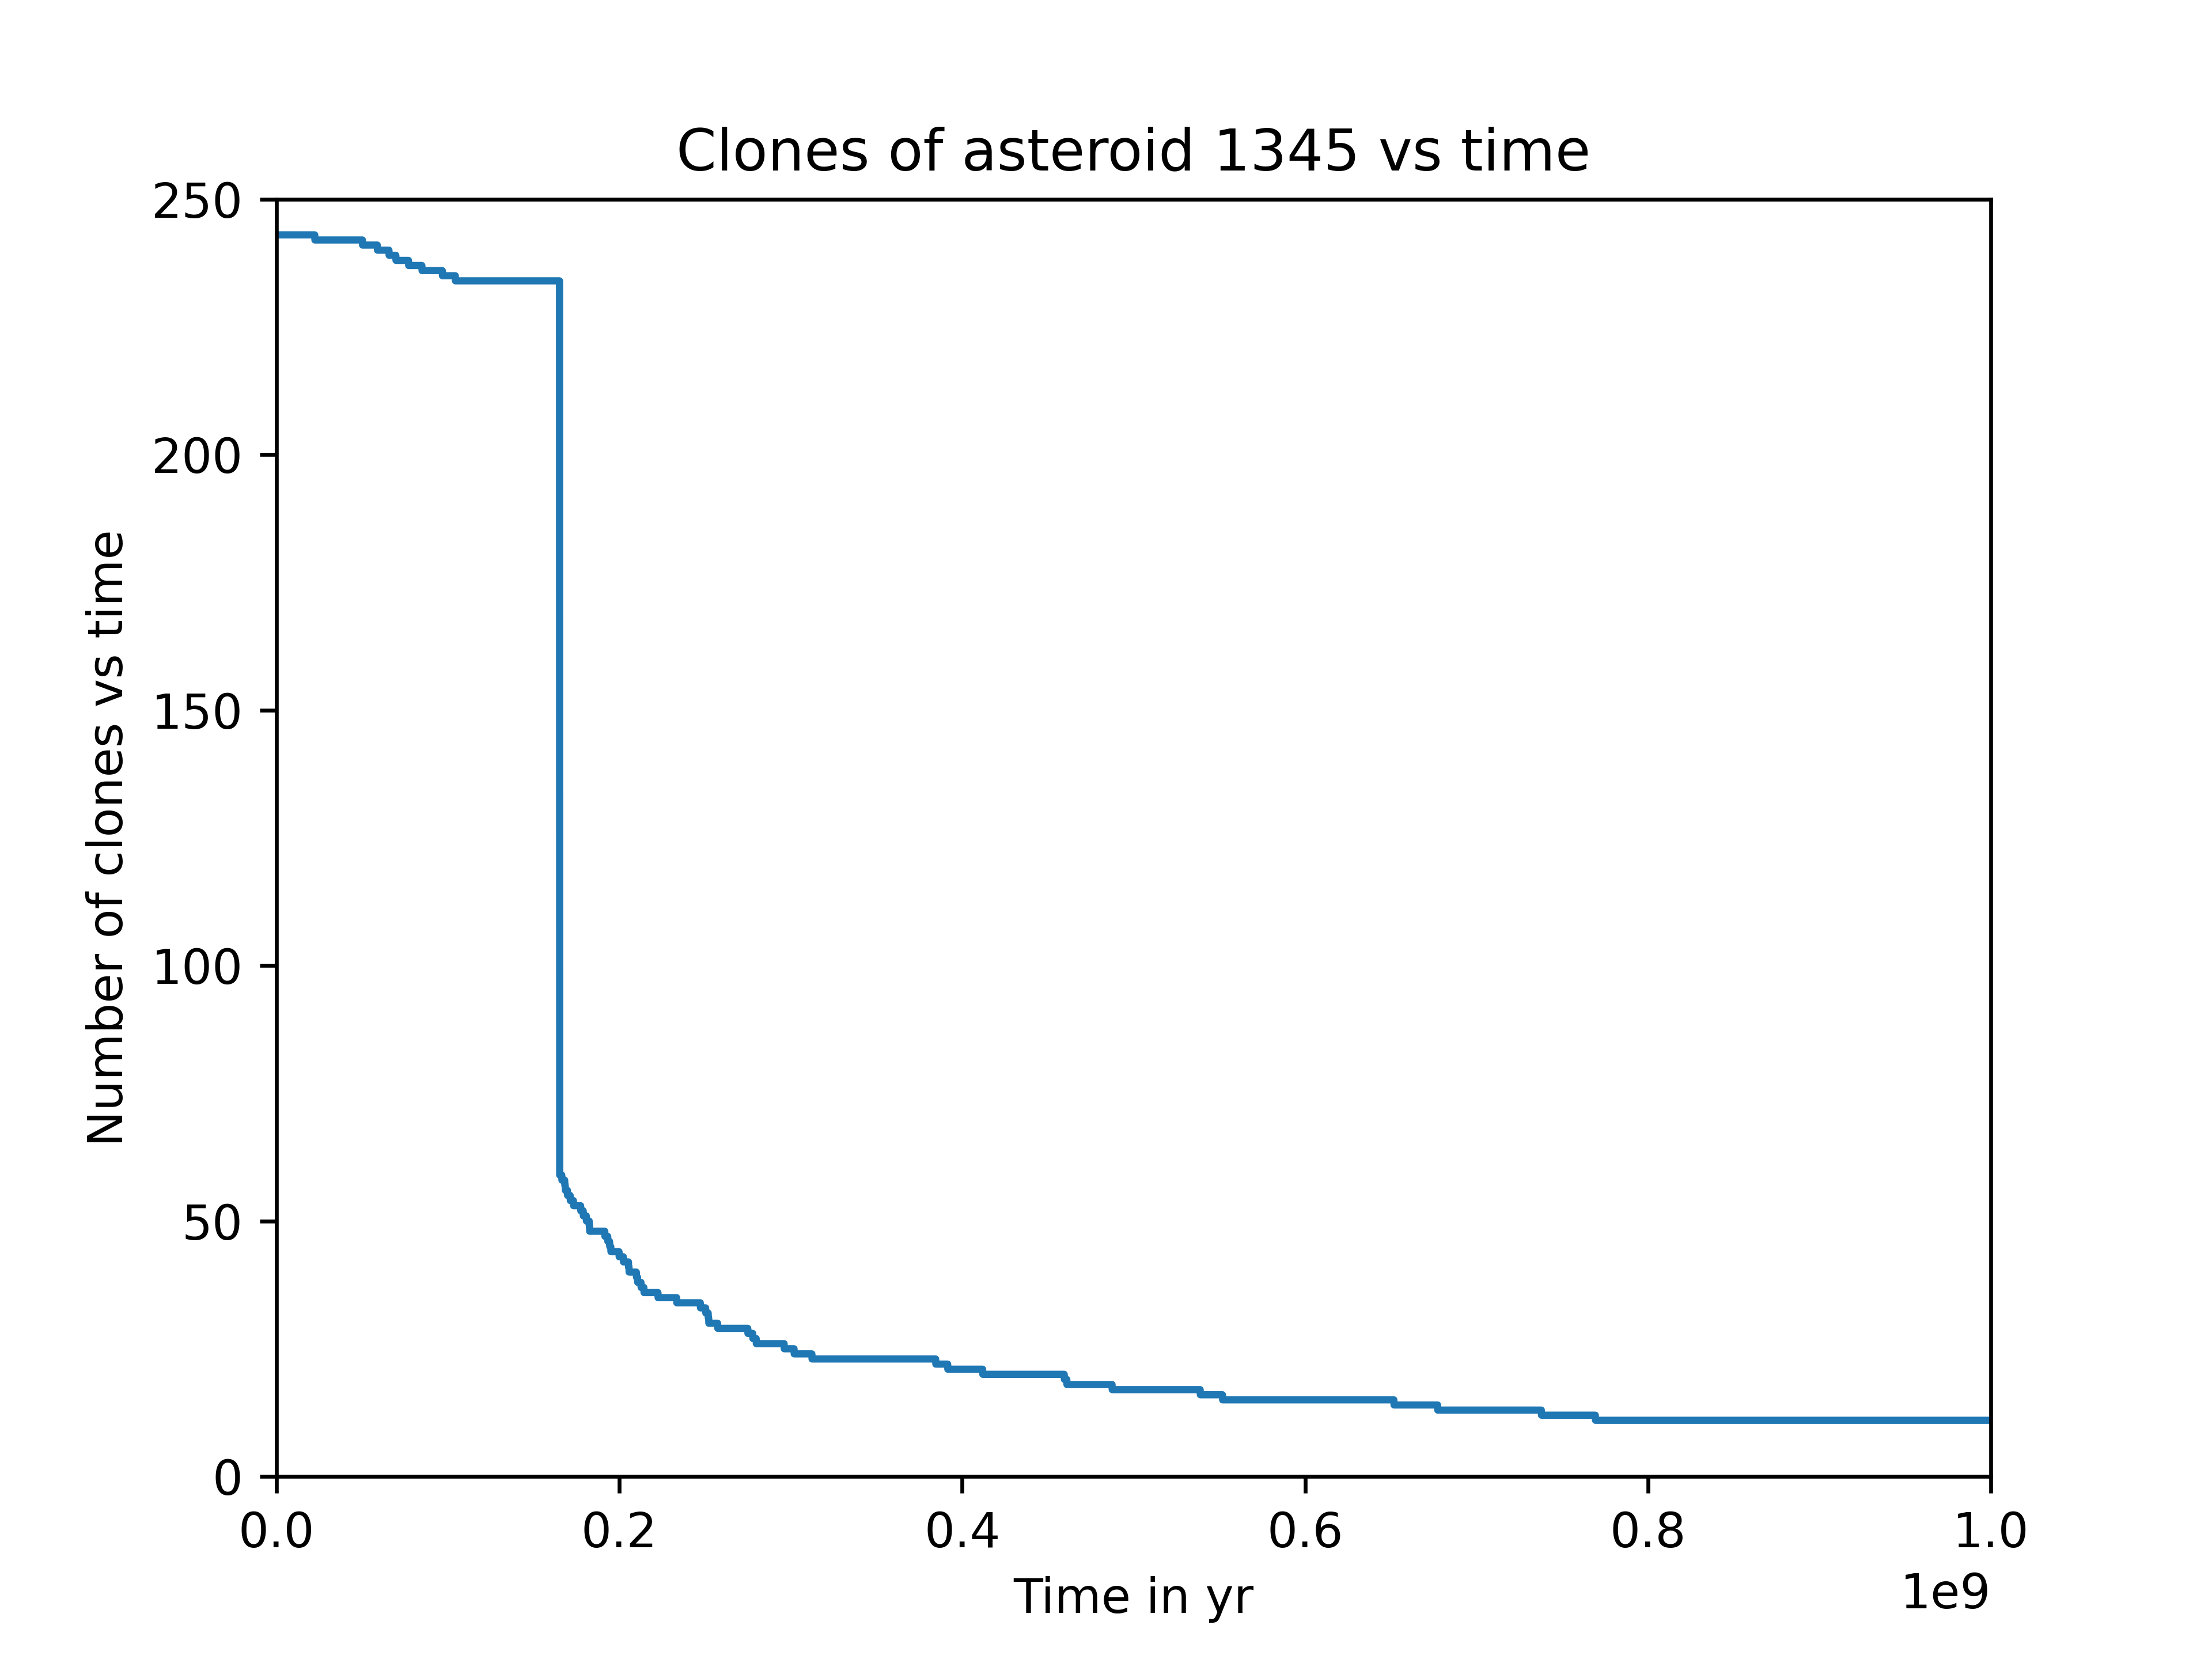 Clones of asteroid 1345 vs time
250
200
150
100
50
0
Number of clones vs time
0.0 0.2 0.4 0.6 0.8 1.0
Time in yr
1e9